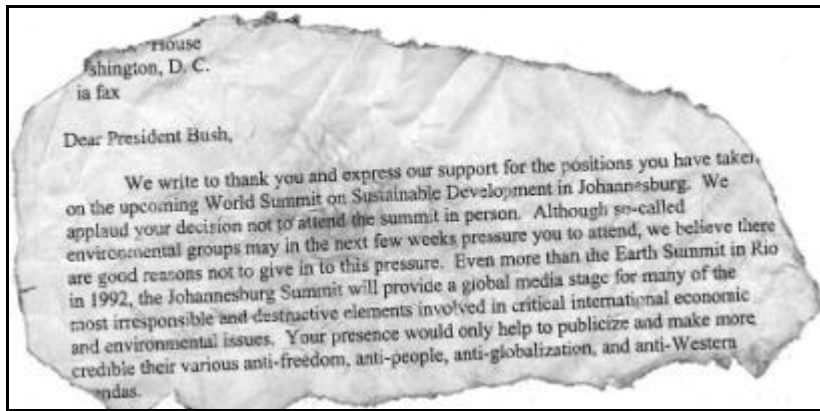 House
shington, D. C.
ia fax
Dear President Bush,
We write to thank you and express our support for the positions you have taken
on the upcoming World Summit on Sustainable Development in Johannesburg. We
applaud your decision not to attend the summit in person. Although so-called
environmental groups may in the next few weeks pressure you to attend, we believe there
are good reasons not to give in to this pressure. Even more than the Earth Summit in Rio
in 1992, the Johannesburg Summit will provide a global media stage for many of the
most irresponsible and destructive elements involved in critical international economic
and environmental issues. Your presence would only help to publicize and make more
credible their various anti-freedom, anti-people, anti-globalization, and anti-Western
endas.